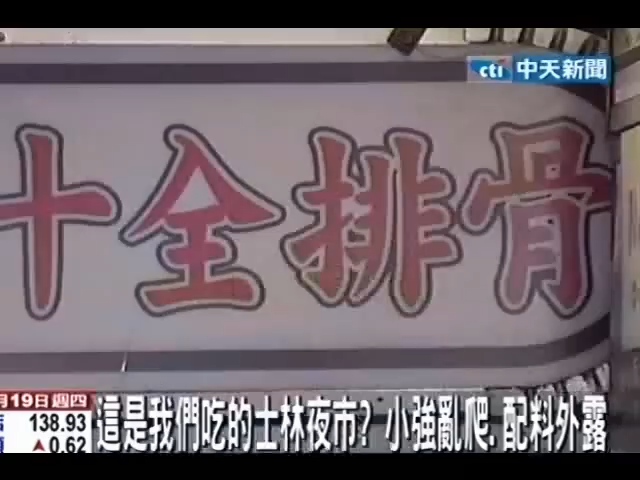 cti 中天新聞
十全排骨
月19日週四
138.93
▲0.62
這是我們吃的士林夜市? 小強亂爬.配料外露